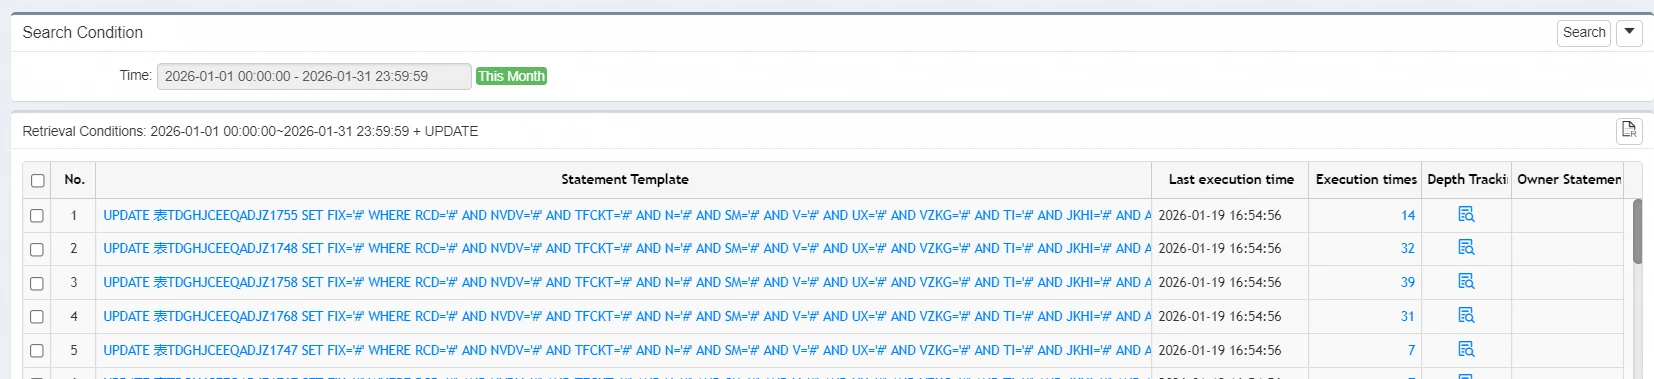 Search Condition
Search
Time: 2026-01-01 00:00:00 - 2026-01-31 23:59:59 This Month
Retrieval Conditions: 2026-01-01 00:00:00~2026-01-31 23:59:59 + UPDATE
No. Statement Template Last execution time Execution times Depth Tracki Owner Statemen
1 UPDATE 表TDGHJCEEQADJZ1755 SET FIX='#' WHERE RCD='#' AND NVDV='#' AND TFCKT='#' AND N='#' AND SM='#' AND V='#' AND UX='#' AND VZKG='#' AND TI='#' AND JKHI='#' AND A 2026-01-19 16:54:56 14
2 UPDATE 表TDGHJCEEQADJZ1748 SET FIX='#' WHERE RCD='#' AND NVDV='#' AND TFCKT='#' AND N='#' AND SM='#' AND V='#' AND UX='#' AND VZKG='#' AND TI='#' AND JKHI='#' AND A 2026-01-19 16:54:56 32
3 UPDATE 表TDGHJCEEQADJZ1758 SET FIX='#' WHERE RCD='#' AND NVDV='#' AND TFCKT='#' AND N='#' AND SM='#' AND V='#' AND UX='#' AND VZKG='#' AND TI='#' AND JKHI='#' AND A 2026-01-19 16:54:56 39
4 UPDATE 表TDGHJCEEQADJZ1768 SET FIX='#' WHERE RCD='#' AND NVDV='#' AND TFCKT='#' AND N='#' AND SM='#' AND V='#' AND UX='#' AND VZKG='#' AND TI='#' AND JKHI='#' AND A 2026-01-19 16:54:56 31
5 UPDATE 表TDGHJCEEQADJZ1747 SET FIX='#' WHERE RCD='#' AND NVDV='#' AND TFCKT='#' AND N='#' AND SM='#' AND V='#' AND UX='#' AND VZKG='#' AND TI='#' AND JKHI='#' AND A 2026-01-19 16:54:56 7